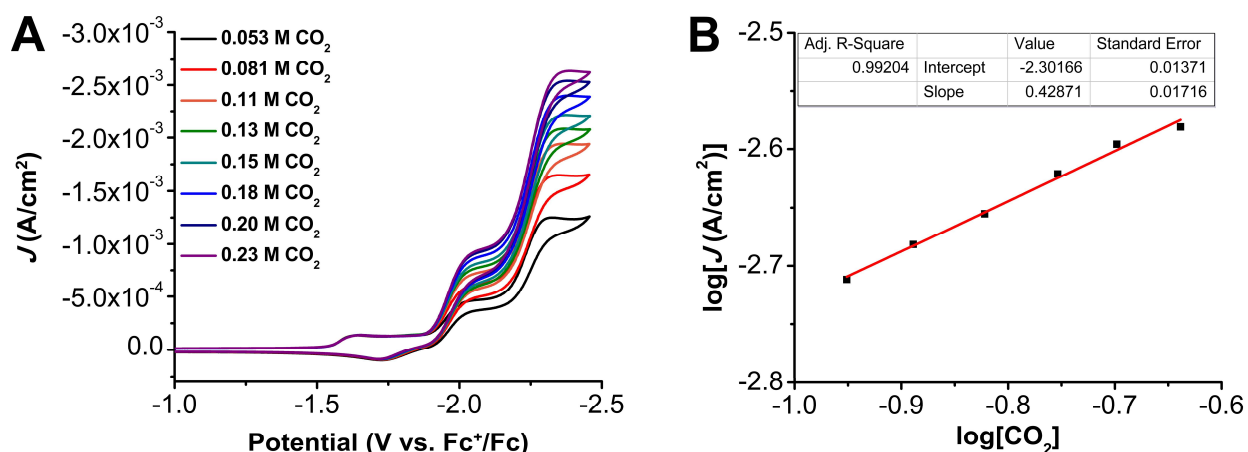 A
-3.0x10⁻³
-2.5x10⁻³
-2.0x10⁻³
-1.5x10⁻³
-1.0x10⁻³
-5.0x10⁻⁴
0.0
J (A/cm²)
0.053 M CO₂
0.081 M CO₂
0.11 M CO₂
0.13 M CO₂
0.15 M CO₂
0.18 M CO₂
0.20 M CO₂
0.23 M CO₂
-1.0 -1.5 -2.0 -2.5
Potential (V vs. Fc⁺/Fc)
B
-2.5
-2.6
-2.7
-2.8
log[J (A/cm²)]
Adj. R-Square Value Standard Error
0.99204 Intercept -2.30166 0.01371
Slope 0.42871 0.01716
-1.0 -0.9 -0.8 -0.7 -0.6
log[CO₂]